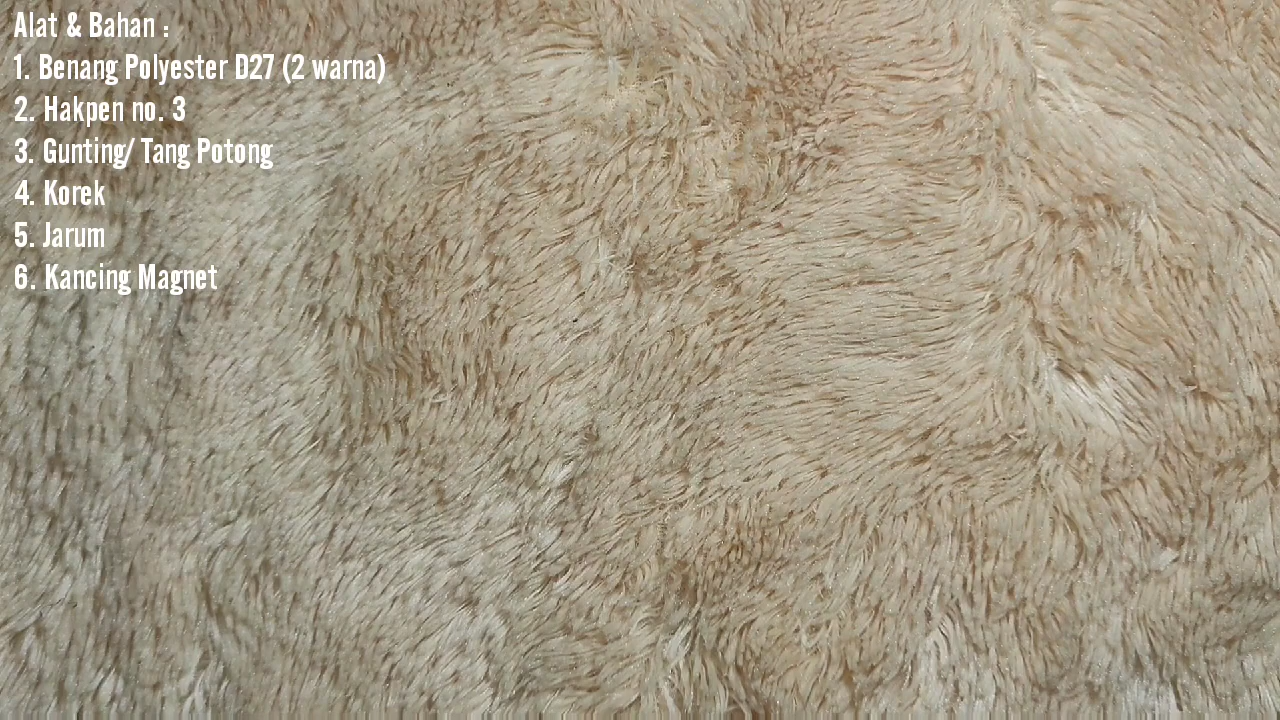 Alat & Bahan :
1. Benang Polyester D27 (2 warna)
2. Hakpen no. 3
3. Gunting/ Tang Potong
4. Korek
5. Jarum
6. Kancing Magnet